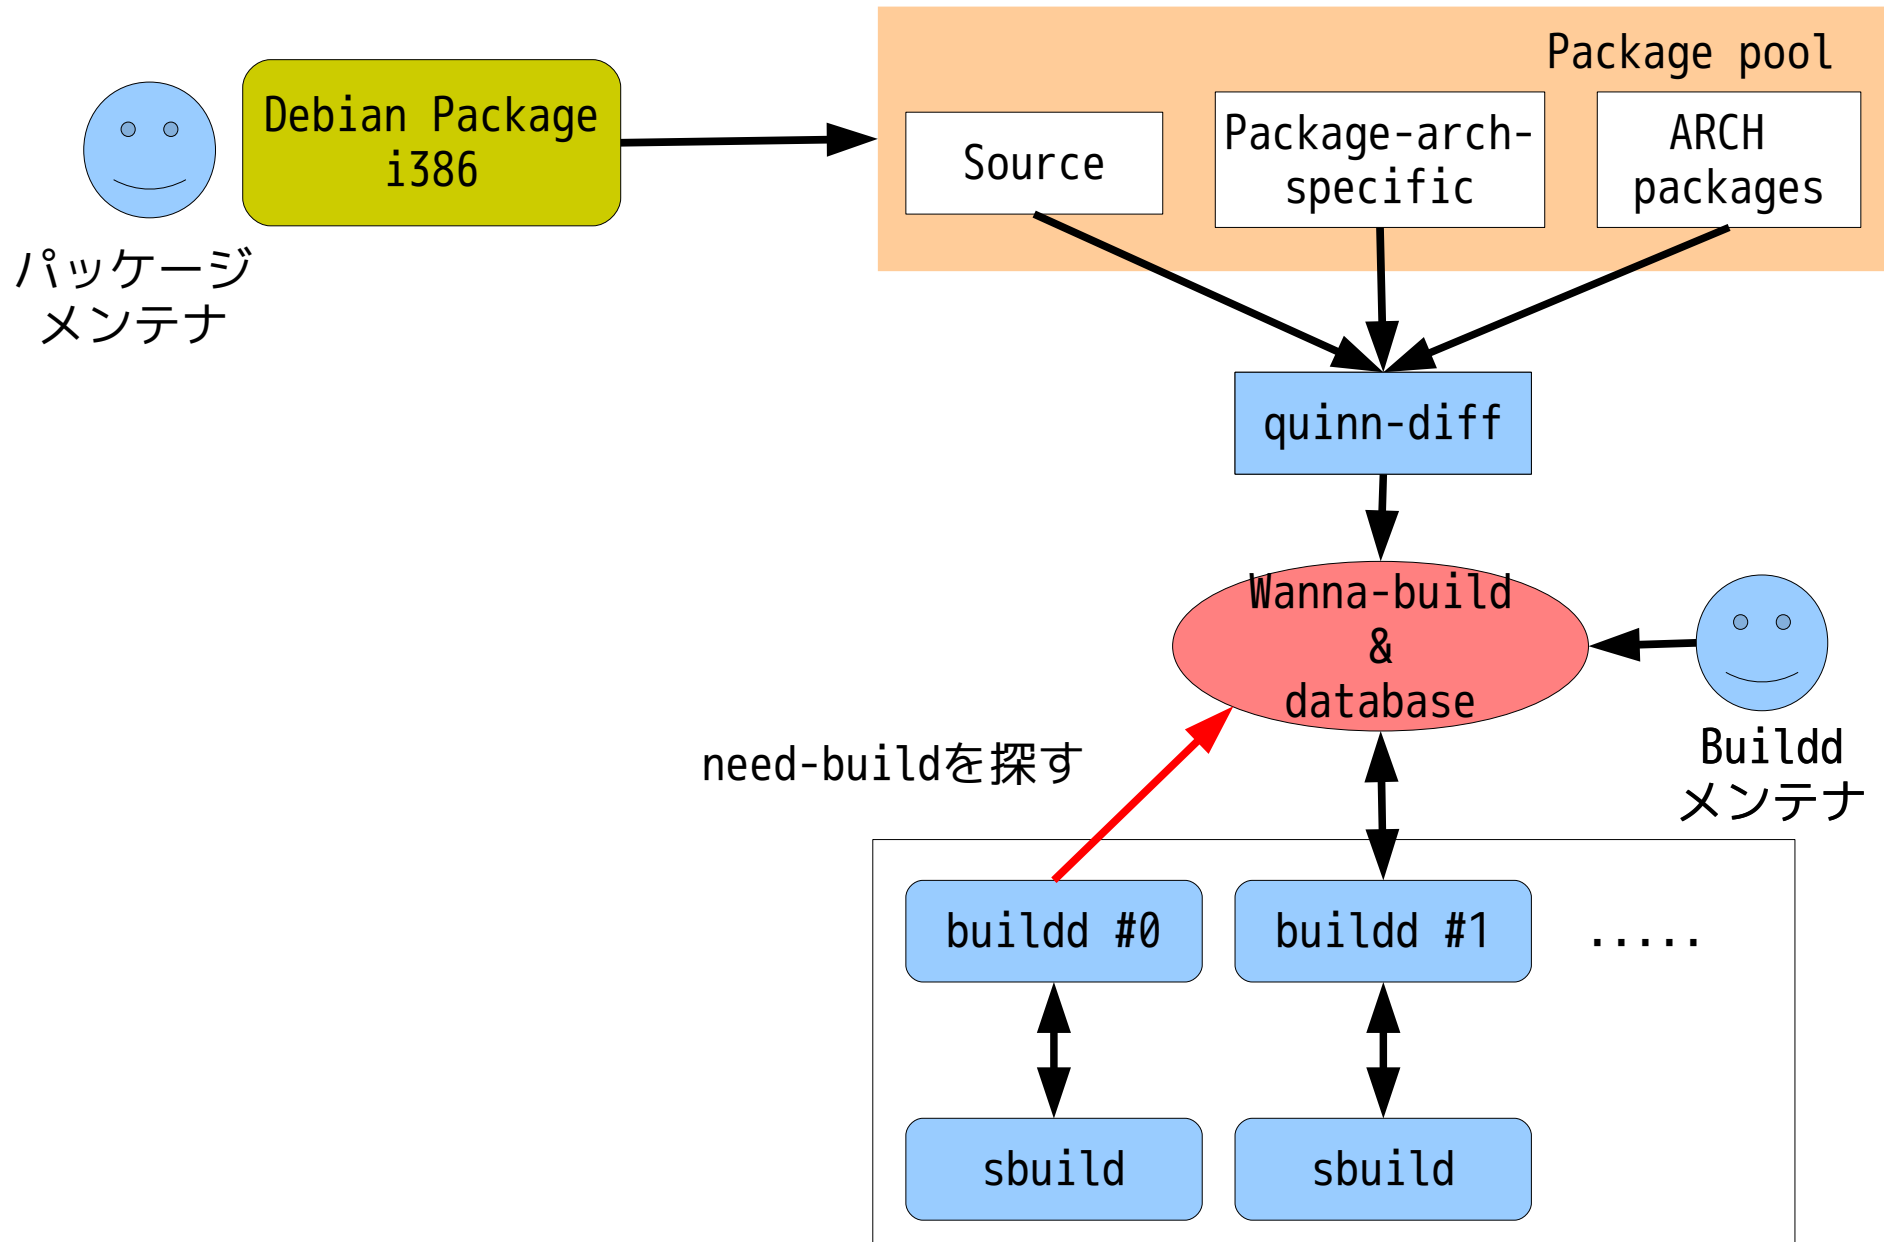 Package pool
Debian Package
i386
Source
Package-arch-
specific
ARCH
packages
パッケージ
メンテナ
quinn-diff
Wanna-build
&
database
need-buildを探す
Buildd
メンテナ
buildd #0
buildd #1
.....
sbuild
sbuild